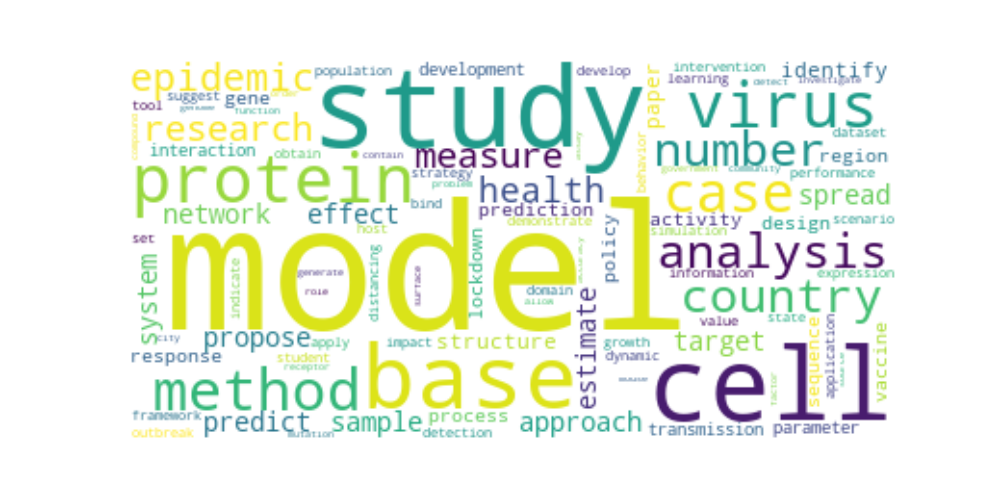 epidemic
population
development
study
develop
intervention
identify
learning
detect
investigate
tool
suggest
gene
order
function
paper
virus
research
number
dataset
interaction
obtain
contain
measure
region
protein
strategy
problem
health
behavior
government
community
performance
case
spread
network
effect
bind
prediction
demonstrate
activity
design
scenario
host
simulation
model
policy
analysis
set
system
indicate
generate
role
distancing
surface
lockdown
domain
allow
information
expression
country
estimate
value
state
city
propose
apply
impact
structure
growth
target
response
student
receptor
base
dynamic
sequence
application
vaccine
method
cell
factor
framework
predict
sample
process
approach
transmission
parameter
outbreak
mutation
detection